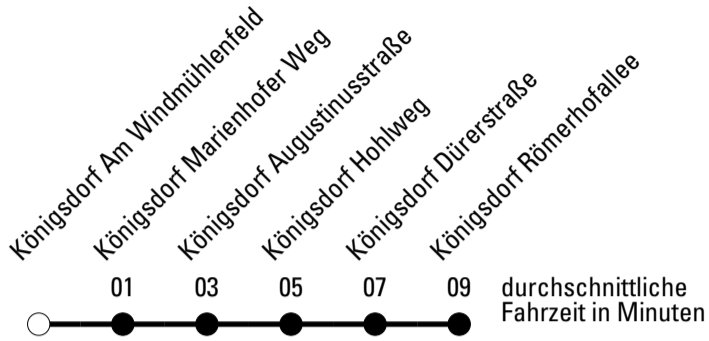 Königsdorf Am Windmühlenfeld
Königsdorf Marienhofer Weg
Königsdorf Augustinusstraße
Königsdorf Hohlweg
Königsdorf Dürerstraße
Königsdorf Römerhofallee
01 03 05 07 09 durchschnittliche
Fahrzeit in Minuten